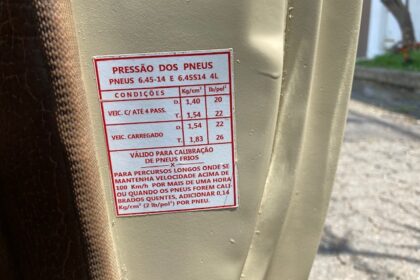 PRESSÃO DOS PNEUS
PNEUS 6.45-14 E 6.45S14 4L
CONDIÇÕES Kg/cm² lb/pol²
VEIC. C/ ATÉ 4 PASS. D. 1,40 20
T. 1,54 22
VEIC. CARREGADO D. 1,54 22
T. 1,83 26
VÁLIDO PARA CALIBRAÇÃO
DE PNEUS FRIOS
X
PARA PERCURSOS LONGOS ONDE SE
MANTENHA VELOCIDADE ACIMA DE
100 Km/h POR MAIS DE UMA HORA
OU QUANDO OS PNEUS FOREM CALI-
BRADOS QUENTES, ADICIONAR 0,14
Kg/cm² (2 lb/pol²) POR PNEU.